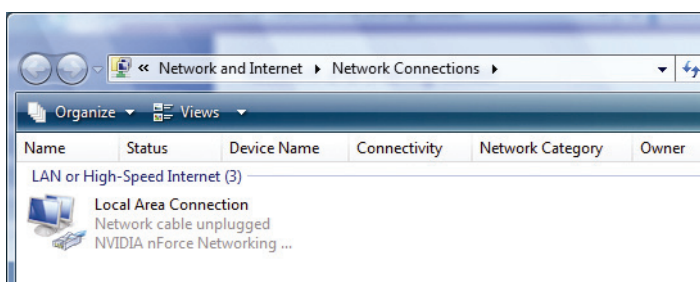 « Network and Internet Network Connections
Organize Views
Name Status Device Name Connectivity Network Category Owner
LAN or High-Speed Internet (3)
Local Area Connection
Network cable unplugged
NVIDIA nForce Networking ...